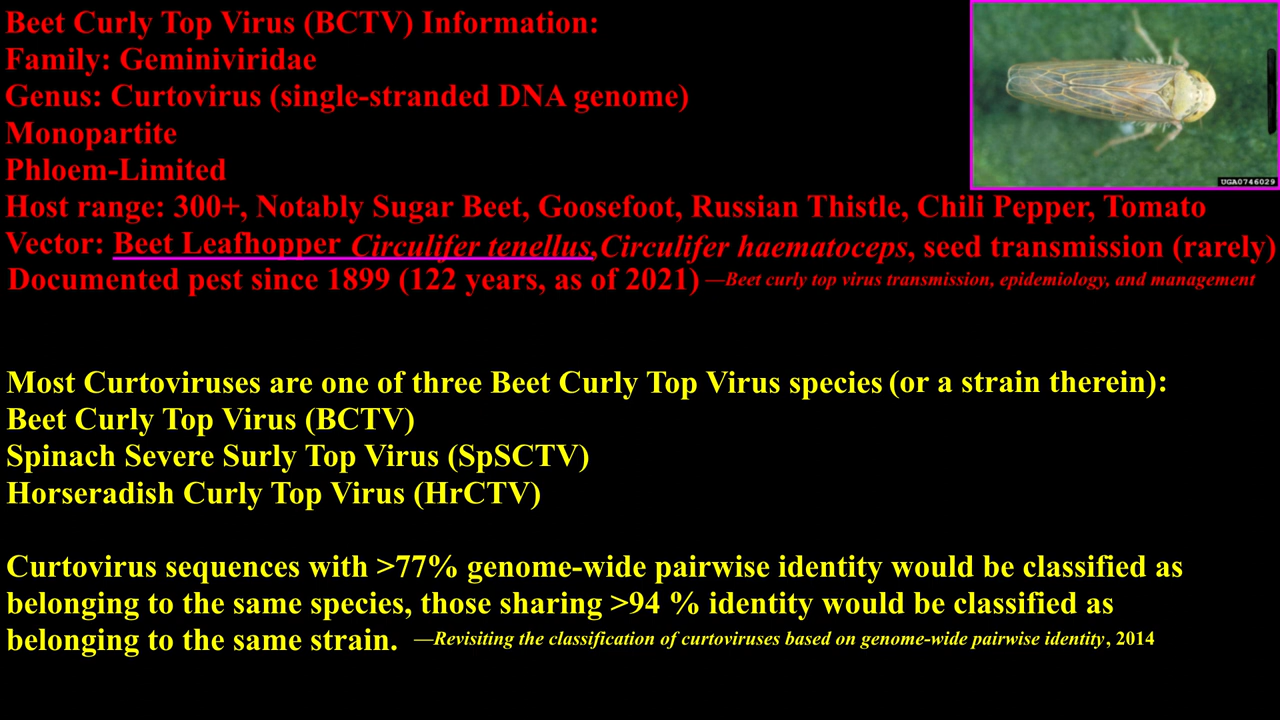 Beet Curly Top Virus (BCTV) Information:
Family: Geminiviridae
Genus: Curtovirus (single-stranded DNA genome)
Monopartite
Phloem-Limited
UGA0746029
Host range: 300+, Notably Sugar Beet, Goosefoot, Russian Thistle, Chili Pepper, Tomato
Vector: Beet Leafhopper Circulifer tenellus,Circulifer haematoceps, seed transmission (rarely)
Documented pest since 1899 (122 years, as of 2021) —Beet curly top virus transmission, epidemiology, and management
Most Curtoviruses are one of three Beet Curly Top Virus species (or a strain therein):
Beet Curly Top Virus (BCTV)
Spinach Severe Surly Top Virus (SpSCTV)
Horseradish Curly Top Virus (HrCTV)
Curtovirus sequences with >77% genome-wide pairwise identity would be classified as
belonging to the same species, those sharing >94 % identity would be classified as
belonging to the same strain. —Revisiting the classification of curtoviruses based on genome-wide pairwise identity, 2014